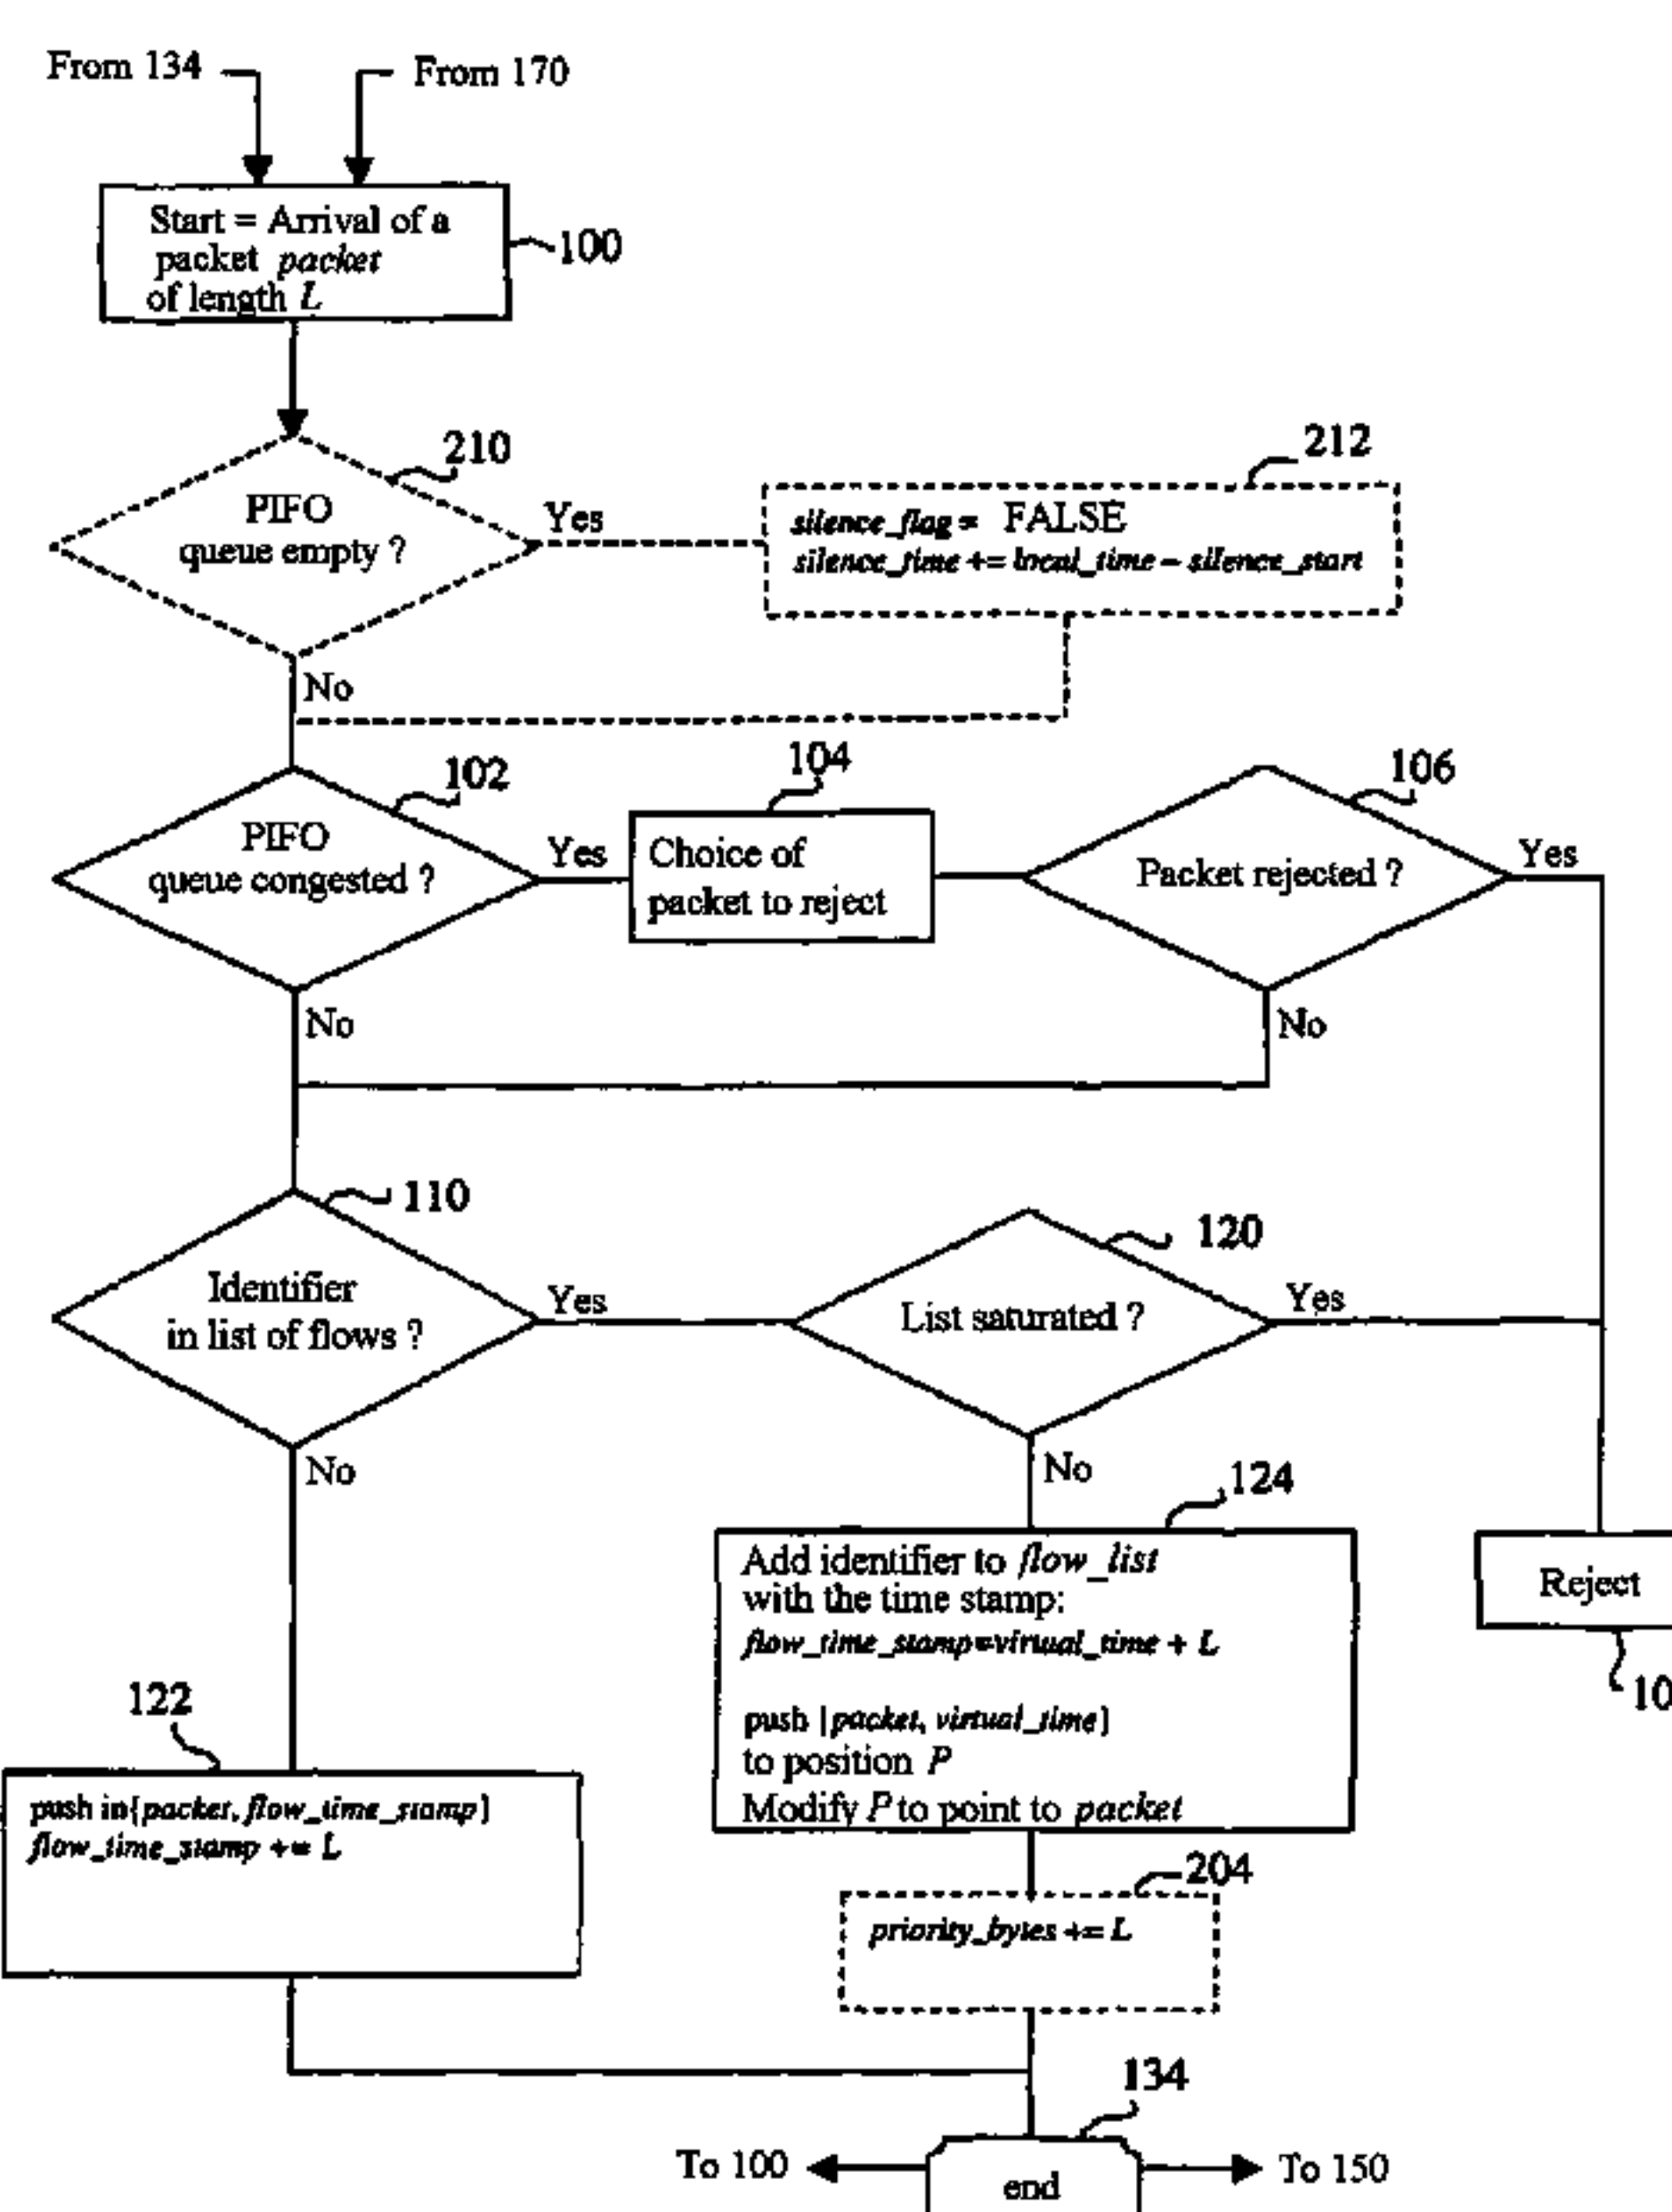 From 134
From 170
Start = Arrival of a
packet packet
of length L
100
210
PIFO
queue empty ?
Yes
212
silence_flag = FALSE
silence_time += local_time – silence_start
No
102
PIFO
queue congested ?
Yes
104
Choice of
packet to reject
106
Packet rejected ?
Yes
No
No
110
Identifier
in list of flows ?
Yes
120
List saturated ?
Yes
No
No
124
Add identifier to flow_list
with the time stamp:
flow_time_stamp=virtual_time + L
push [packet, virtual_time]
to position P
Modify P to point to packet
Reject
10
122
push in{packet, flow_time_stamp}
flow_time_stamp += L
204
priority_bytes += L
134
To 100
end
To 150